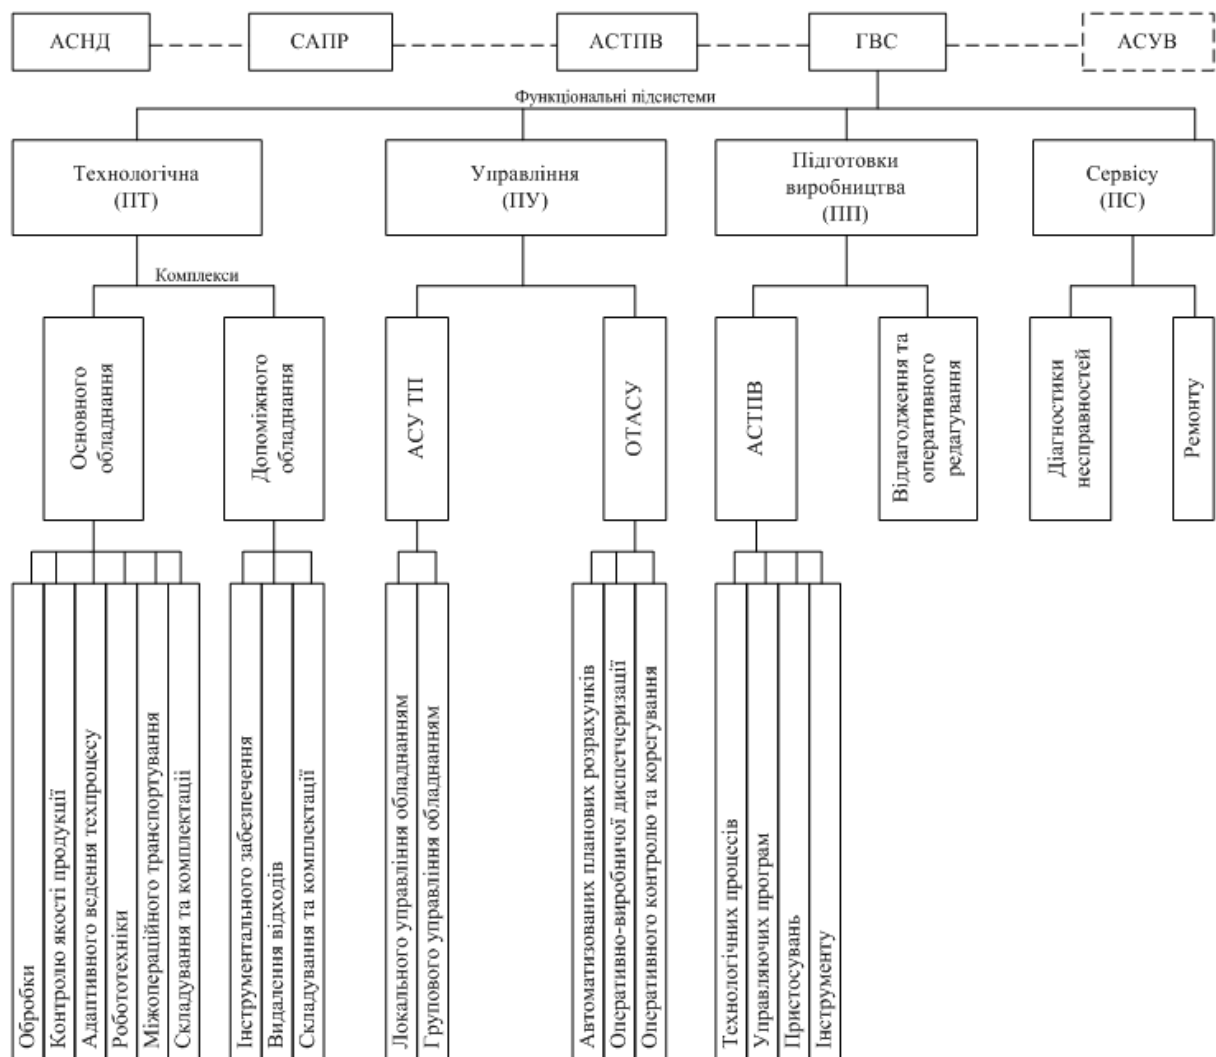 АСНД
САПР
АСТПВ
ГВС
АСУВ
Функціональні підсистеми
Технологічна
(ПТ)
Управління
(ПУ)
Підготовки
виробництва
(ПП)
Сервісу
(ПС)
Комплекси
Основного
обладнання
Допоміжного
обладнання
АСУ ТП
ОТАСУ
АСТПВ
Відлагодження та
оперативного
редагування
Діагностики
несправностей
Ремонту
Обробки
Контролю якості продукції
Адаптивного ведення техпроцесу
Робототехніки
Міжопераційного транспортування
Складування та комплектації
Інструментального забезпечення
Видалення відходів
Складування та комплектації
Локального управління обладнанням
Групового управління обладнанням
Автоматизованих планових розрахунків
Оперативно-виробничої диспетчеризації
Оперативного контролю та корегування
Технологічних процесів
Управляючих програм
Пристосувань
Інструменту